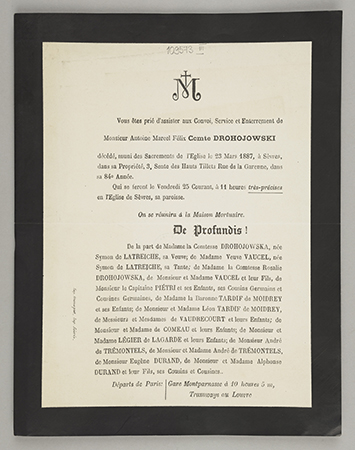 M
Vous êtes prié d'assister aux Convoi, Service et Enterrement de
Monsieur Antoine Marcel Félix Comte DROHOJOWSKI
décédé, muni des Sacrements de l'Eglise le 23 Mars 1887, à Sèvres,
dans sa Propriété, 3, Sente des Hauts Tillets Rue de la Garenne, dans
sa 84e Année.
Qui se feront le Vendredi 25 Courant, à 11 heures très-précises
en l'Eglise de Sèvres, sa paroisse.
On se réunira à la Maison Mortuaire.
De Profundis !
De la part de Madame la Comtesse DROHOJOWSKA, née
Symon de LATREICHE, sa Veuve; de Madame Veuve VAUCEL, née
Symon de LATREICHE, sa Tante; de Madame la Comtesse Rosalie
DROHOJOWSKA, de Monsieur et Madame VAUCEL et leur Fils, de
Monsieur le Capitaine PIÉTRI et ses Enfants, ses Cousins Germains et
Cousines Germaines, de Madame la Baronne TARDIF de MOIDREY
et ses Enfants; de Monsieur et Madame Léon TARDIF de MOIDREY,
de Messieurs et Mesdames de VAUDRECOURT et leurs Enfants; de
Monsieur et Madame de COMEAU et leurs Enfants; de Monsieur et
Madame LÉGIER de LAGARDE et leurs Enfants; de Monsieur André
de TRÉMONTELS, de Monsieur et Madame André de TRÉMONTELS,
de Monsieur Eugène DURAND, de Monsieur et Madame Alphonse
DURAND et leur Fils, ses Cousins et Cousines.
Départs de Paris: Gare Montparnasse à 10 heures 5 m,
Tramways au Louvre